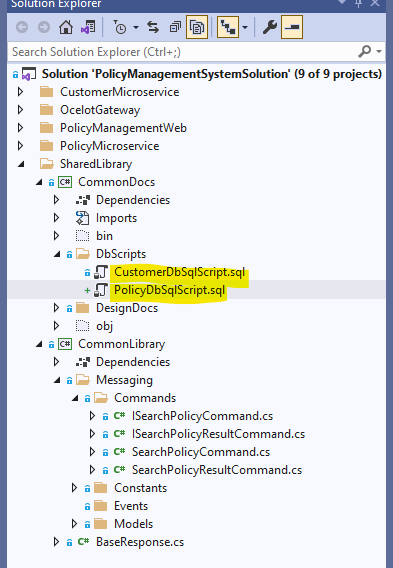 Solution Explorer
Search Solution Explorer (Ctrl+;)
Solution 'PolicyManagementSystemSolution' (9 of 9 projects)
CustomerMicroservice
OcelotGateway
PolicyManagementWeb
PolicyMicroservice
SharedLibrary
C# CommonDocs
Dependencies
Imports
bin
DbScripts
CustomerDbSqlScript.sql
+ PolicyDbSqlScript.sql
DesignDocs
obj
C# CommonLibrary
Dependencies
Messaging
Commands
C# ISearchPolicyCommand.cs
C# ISearchPolicyResultCommand.cs
C# SearchPolicyCommand.cs
C# SearchPolicyResultCommand.cs
Constants
Events
Models
C# BaseResponse.cs